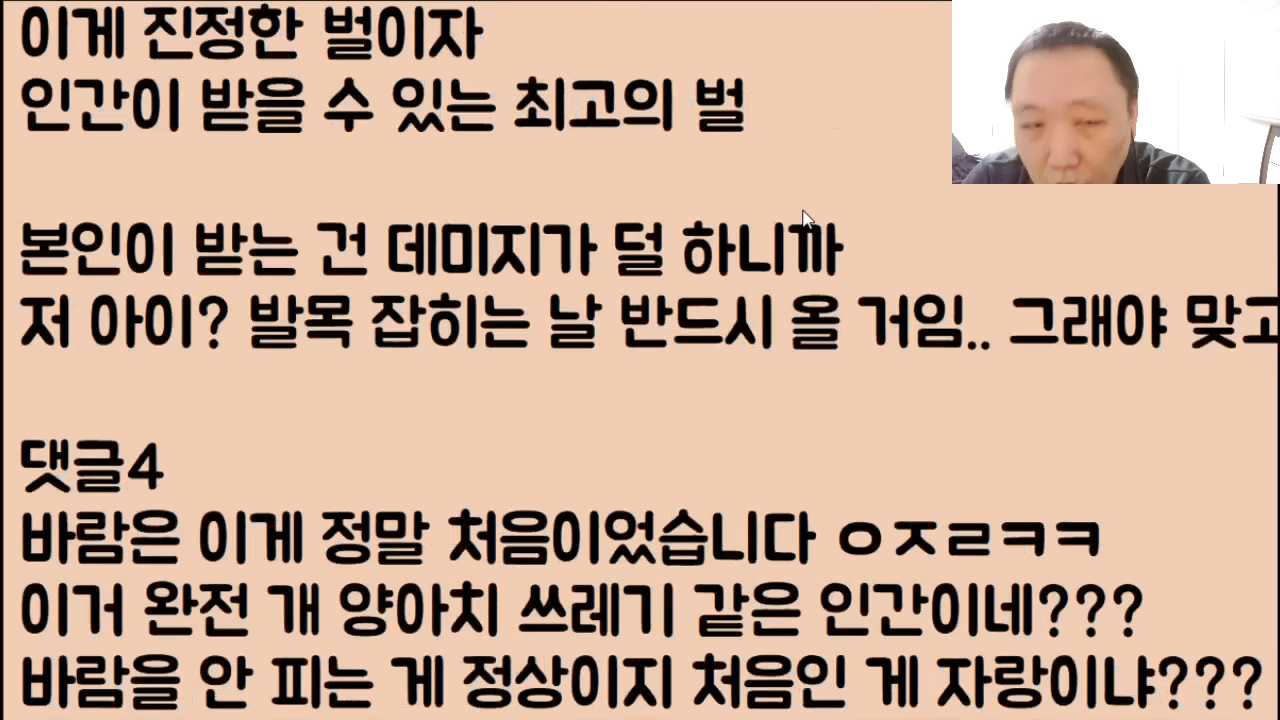 이게 진정한 벌이자
인간이 받을 수 있는 최고의 벌
본인이 받는 건 데미지가 덜 하니까
저 아이? 발목 잡히는 날 반드시 올 거임.. 그래야 맞고
댓글4
바람은 이게 정말 처음이었습니다 ㅇㅈㄹㅋㅋ
이거 완전 개 양아치 쓰레기 같은 인간이네???
바람을 안 피는 게 정상이지 처음인 게 자랑이냐???